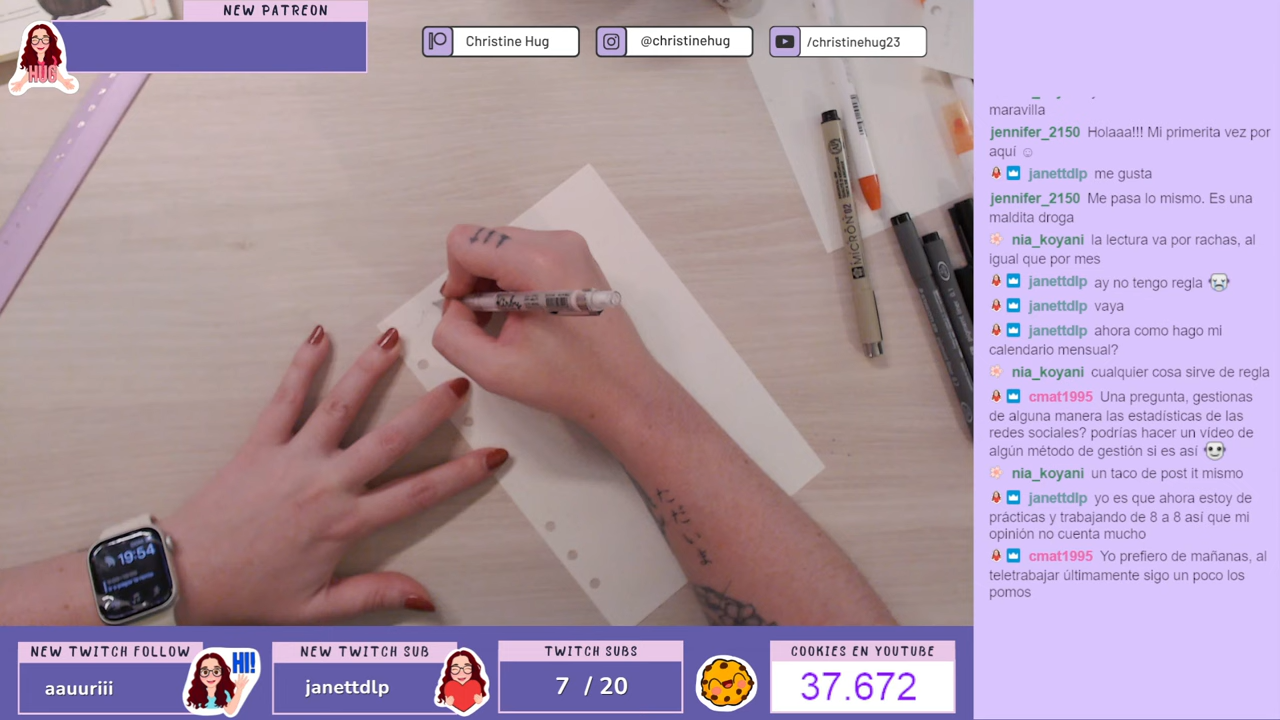 NEW PATREON
HUG
Christine Hug
@christinehug
/christinehug23
MICRON 02
19:54
maravilla
jennifer_2150 Holaaa!!! Mi primerita vez por
aquí ☺
janettdlp me gusta
jennifer_2150 Me pasa lo mismo. Es una
maldita droga
nia_koyani la lectura va por rachas, al
igual que por mes
janettdlp ay no tengo regla
janettdlp vaya
janettdlp ahora como hago mi
calendario mensual?
nia_koyani cualquier cosa sirve de regla
cmat1995 Una pregunta, gestionas
de alguna manera las estadísticas de las
redes sociales? podrías hacer un vídeo de
algún método de gestión si es así
nia_koyani un taco de post it mismo
janettdlp yo es que ahora estoy de
prácticas y trabajando de 8 a 8 así que mi
opinión no cuenta mucho
cmat1995 Yo prefiero de mañanas, al
teletrabajar últimamente sigo un poco los
pomos
NEW TWITCH FOLLOW
aauuriii
HI!
NEW TWITCH SUB
janettdlp
TWITCH SUBS
7 / 20
COOKIES EN YOUTUBE
37.672